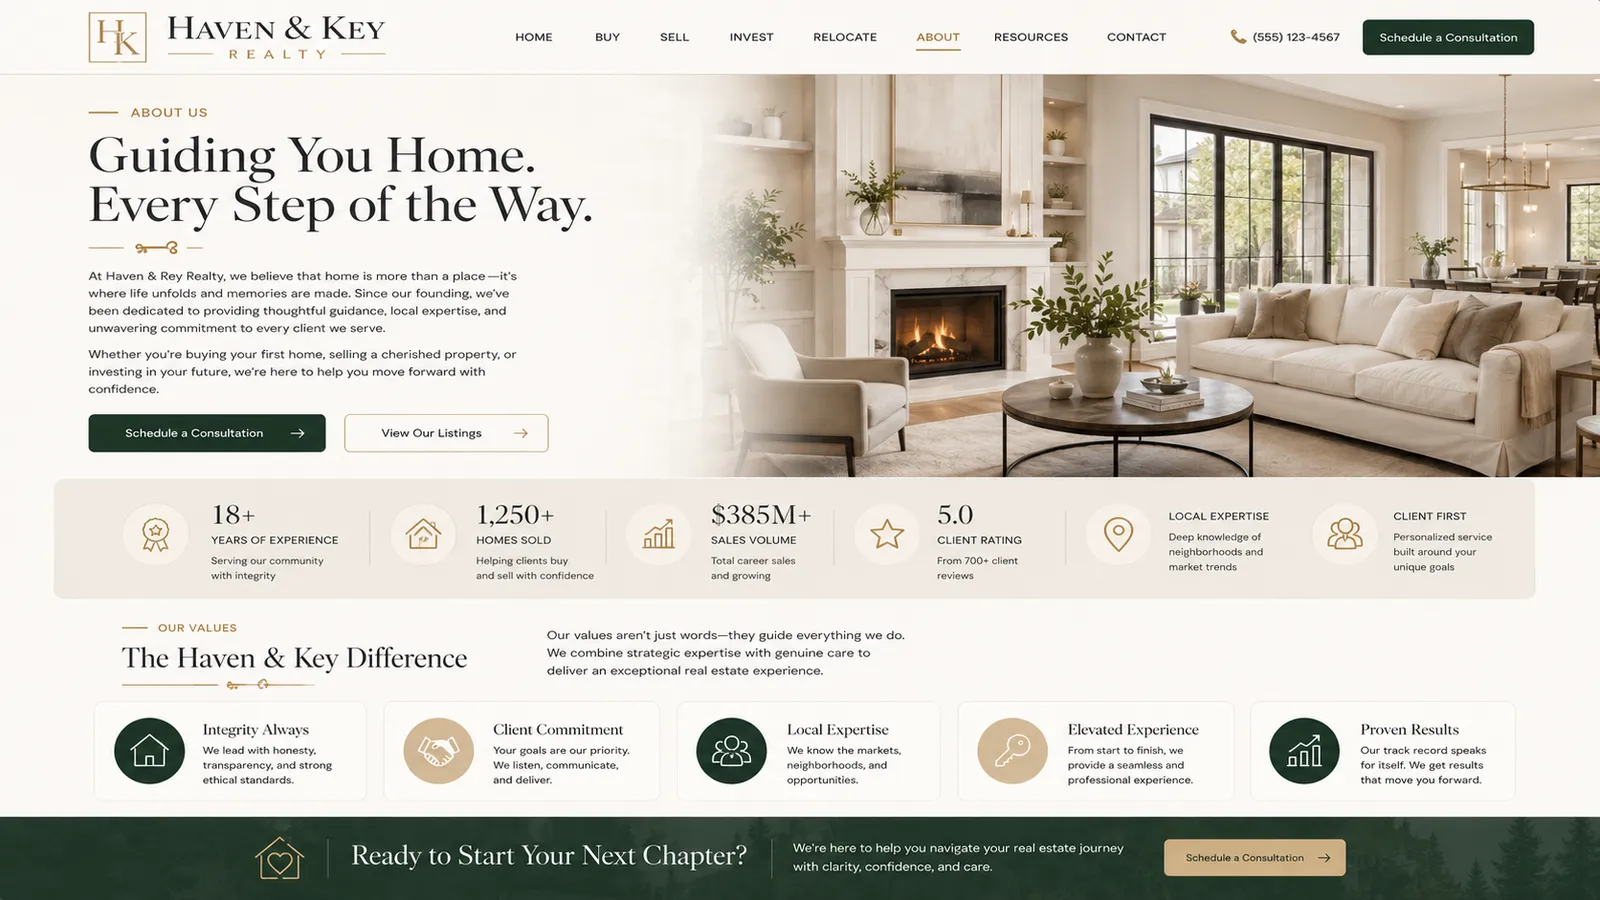 HK
HAVEN & KEY
REALTY
HOME
BUY
SELL
INVEST
RELOCATE
ABOUT
RESOURCES
CONTACT
(555) 123-4567
Schedule a Consultation
ABOUT US
Guiding You Home.
Every Step of the Way.
At Haven & Rey Realty, we believe that home is more than a place—it's
where life unfolds and memories are made. Since our founding, we've
been dedicated to providing thoughtful guidance, local expertise, and
unwavering commitment to every client we serve.
Whether you're buying your first home, selling a cherished property, or
investing in your future, we're here to help you move forward with
confidence.
Schedule a Consultation
View Our Listings
18+
YEARS OF EXPERIENCE
Serving our community
with integrity
1,250+
HOMES SOLD
Helping clients buy
and sell with confidence
$385M+
SALES VOLUME
Total career sales
and growing
5.0
CLIENT RATING
From 700+ client
reviews
LOCAL EXPERTISE
Deep knowledge of
neighborhoods and
market trends
CLIENT FIRST
Personalized service
built around your
unique goals
OUR VALUES
The Haven & Key Difference
Our values aren't just words—they guide everything we do.
We combine strategic expertise with genuine care to
deliver an exceptional real estate experience.
Integrity Always
We lead with honesty,
transparency, and strong
ethical standards.
Client Commitment
Your goals are our priority.
We listen, communicate,
and deliver.
Local Expertise
We know the markets,
neighborhoods, and
opportunities.
Elevated Experience
From start to finish, we
provide a seamless and
professional experience.
Proven Results
Our track record speaks
for itself. We get results
that move you forward.
Ready to Start Your Next Chapter?
We're here to help you navigate your real estate journey
with clarity, confidence, and care.
Schedule a Consultation